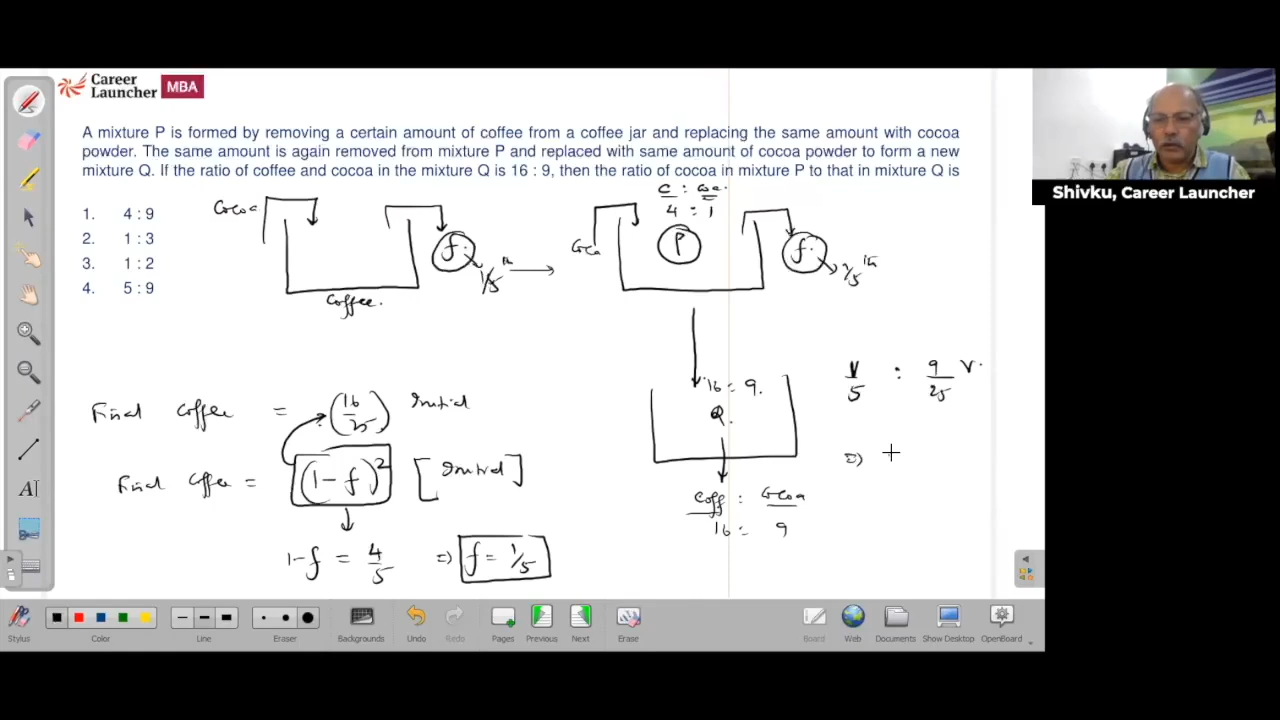 Career
Launcher MBA
A mixture P is formed by removing a certain amount of coffee from a coffee jar and replacing the same amount with cocoa
powder. The same amount is again removed from mixture P and replaced with same amount of cocoa powder to form a new
mixture Q. If the ratio of coffee and cocoa in the mixture Q is 16 : 9, then the ratio of cocoa in mixture P to that in mixture Q is
1. 4 : 9
2. 1 : 3
3. 1 : 2
4. 5 : 9
Shivku, Career Launcher
Cocoa
f
1/5 th
Coffee.
C : Coa.
4 : 1
P
f
1/5 th
16 : 9.
Q.
Coff : Cocoa
16 : 9
V/5 : 9/25 V.
⇒
Final coffee = (16/25) Initial
Final coffee = (1-f)² [Initial]
1-f = 4/5 ⇒ f = 1/5
Stylus
Color
Line
Eraser
Backgrounds
Undo
Redo
Pages
Previous
Next
Erase
Board
Web
Documents
Show Desktop
OpenBoard